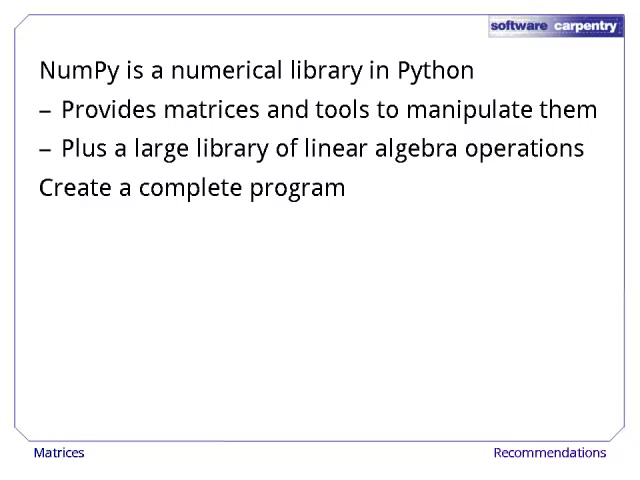 software carpentry
NumPy is a numerical library in Python
– Provides matrices and tools to manipulate them
– Plus a large library of linear algebra operations
Create a complete program
Matrices
Recommendations